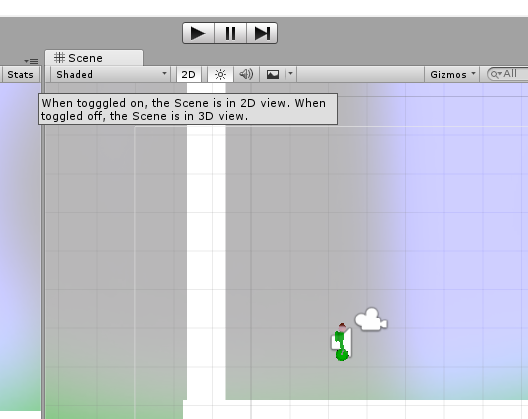 Scene
Stats
Shaded
2D
Gizmos
All
When togggled on, the Scene is in 2D view. When
toggled off, the Scene is in 3D view.